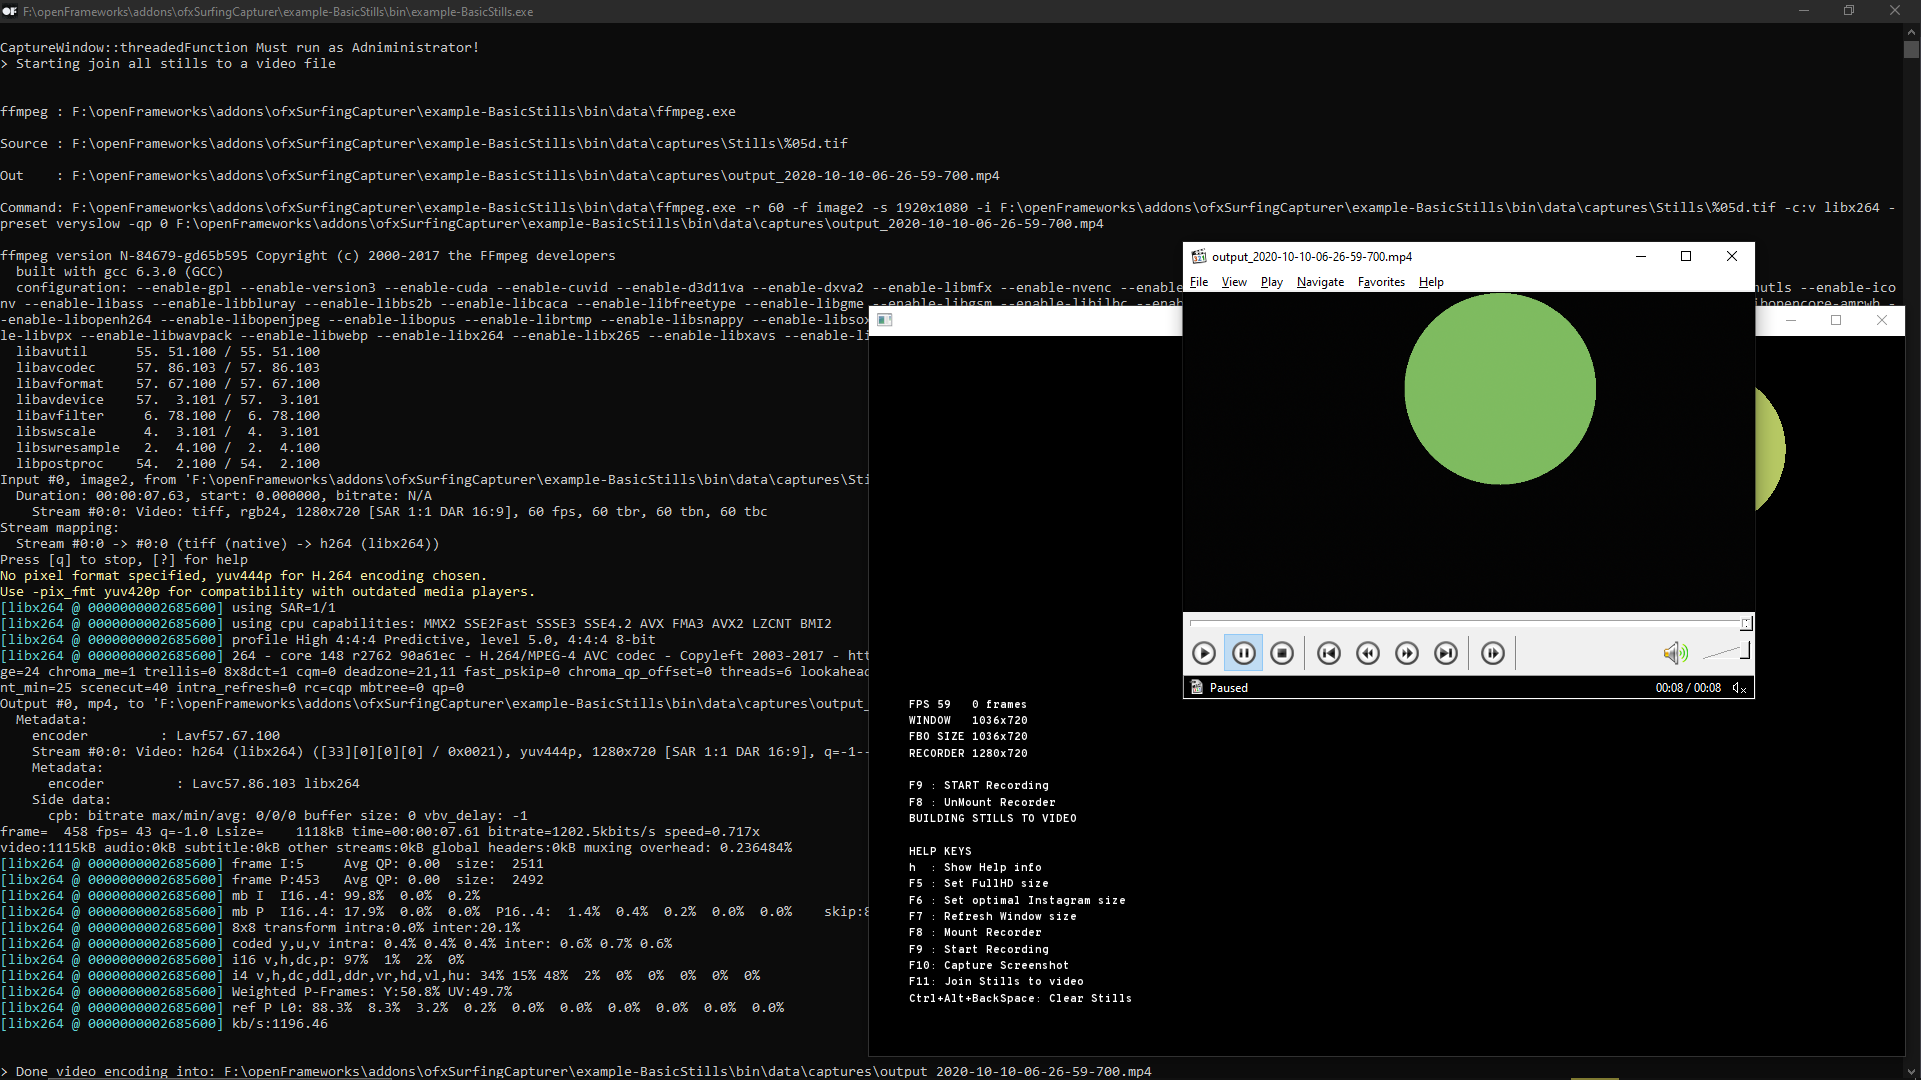 F:\openFrameworks\addons\ofxSurfingCapturer\example-BasicStills\bin\example-BasicStills.exe
CaptureWindow::threadedFunction Must run as Adniministrator!
> Starting join all stills to a video file
ffmpeg : F:\openFrameworks\addons\ofxSurfingCapturer\example-BasicStills\bin\data\ffmpeg.exe
Source : F:\openFrameworks\addons\ofxSurfingCapturer\example-BasicStills\bin\data\captures\Stills\%05d.tif
Out    : F:\openFrameworks\addons\ofxSurfingCapturer\example-BasicStills\bin\data\captures\output_2020-10-10-06-26-59-700.mp4
Command: F:\openFrameworks\addons\ofxSurfingCapturer\example-BasicStills\bin\data\ffmpeg.exe -r 60 -f image2 -s 1920x1080 -i F:\openFrameworks\addons\ofxSurfingCapturer\example-BasicStills\bin\data\captures\Stills\%05d.tif -c:v libx264 -
preset veryslow -qp 0 F:\openFrameworks\addons\ofxSurfingCapturer\example-BasicStills\bin\data\captures\output_2020-10-10-06-26-59-700.mp4
ffmpeg version N-84679-gd65b595 Copyright (c) 2000-2017 the FFmpeg developers
  built with gcc 6.3.0 (GCC)
  configuration: --enable-gpl --enable-version3 --enable-cuda --enable-cuvid --enable-d3d11va --enable-dxva2 --enable-libmfx --enable-nvenc --en nutls --enable-ico
nv --enable-libass --enable-libbluray --enable-libbs2b --enable-libcaca --enable-libfreetype --enable-libgme --enable-libgsm --enable-libilbc --ena
--enable-libopenh264 --enable-libopenjpeg --enable-libopus --enable-librtmp --enable-libsnappy --enable-libsox
le-libvpx --enable-libwavpack --enable-libwebp --enable-libx264 --enable-libx265 --enable-libxavs --enable-li
  libavutil      55. 51.100 / 55. 51.100
  libavcodec     57. 86.103 / 57. 86.103
  libavformat    57. 67.100 / 57. 67.100
  libavdevice    57.  3.101 / 57.  3.101
  libavfilter     6. 78.100 /  6. 78.100
  libswscale      4.  3.101 /  4.  3.101
  libswresample   2.  4.100 /  2.  4.100
  libpostproc    54.  2.100 / 54.  2.100
Input #0, image2, from 'F:\openFrameworks\addons\ofxSurfingCapturer\example-BasicStills\bin\data\captures\Sti
  Duration: 00:00:07.63, start: 0.000000, bitrate: N/A
    Stream #0:0: Video: tiff, rgb24, 1280x720 [SAR 1:1 DAR 16:9], 60 fps, 60 tbr, 60 tbn, 60 tbc
Stream mapping:
  Stream #0:0 -> #0:0 (tiff (native) -> h264 (libx264))
Press [q] to stop, [?] for help
No pixel format specified, yuv444p for H.264 encoding chosen.
Use -pix_fmt yuv420p for compatibility with outdated media players.
[libx264 @ 0000000002685600] using SAR=1/1
[libx264 @ 0000000002685600] using cpu capabilities: MMX2 SSE2Fast SSSE3 SSE4.2 AVX FMA3 AVX2 LZCNT BMI2
[libx264 @ 0000000002685600] profile High 4:4:4 Predictive, level 5.0, 4:4:4 8-bit
[libx264 @ 0000000002685600] 264 - core 148 r2762 90a61ec - H.264/MPEG-4 AVC codec - Copyleft 2003-2017 - htt
ge=24 chroma_me=1 trellis=0 8x8dct=1 cqm=0 deadzone=21,11 fast_pskip=0 chroma_qp_offset=0 threads=6 lookahead
nt_min=25 scenecut=40 intra_refresh=0 rc=cqp mbtree=0 qp=0
Output #0, mp4, to 'F:\openFrameworks\addons\ofxSurfingCapturer\example-BasicStills\bin\data\captures\output_
  Metadata:
    encoder         : Lavf57.67.100
    Stream #0:0: Video: h264 (libx264) ([33][0][0][0] / 0x0021), yuv444p, 1280x720 [SAR 1:1 DAR 16:9], q=-1--
    Metadata:
      encoder         : Lavc57.86.103 libx264
    Side data:
      cpb: bitrate max/min/avg: 0/0/0 buffer size: 0 vbv_delay: -1
frame=  458 fps= 43 q=-1.0 Lsize=    1118kB time=00:00:07.61 bitrate=1202.5kbits/s speed=0.717x
video:1115kB audio:0kB subtitle:0kB other streams:0kB global headers:0kB muxing overhead: 0.236484%
[libx264 @ 0000000002685600] frame I:5     Avg QP: 0.00  size:  2511
[libx264 @ 0000000002685600] frame P:453   Avg QP: 0.00  size:  2492
[libx264 @ 0000000002685600] mb I  I16..4: 99.8%  0.0%  0.2%
[libx264 @ 0000000002685600] mb P  I16..4: 17.9%  0.0%  0.0%  P16..4:  1.4%  0.4%  0.2%  0.0%  0.0%    skip:8
[libx264 @ 0000000002685600] 8x8 transform intra:0.0% inter:20.1%
[libx264 @ 0000000002685600] coded y,u,v intra: 0.4% 0.4% 0.4% inter: 0.6% 0.7% 0.6%
[libx264 @ 0000000002685600] i16 v,h,dc,p: 97%  1%  2%  0%
[libx264 @ 0000000002685600] i4 v,h,dc,ddl,ddr,vr,hd,vl,hu: 34% 15% 48%  2%  0%  0%  0%  0%  0%
[libx264 @ 0000000002685600] Weighted P-Frames: Y:50.8% UV:49.7%
[libx264 @ 0000000002685600] ref P L0: 88.3%  8.3%  3.2%  0.2%  0.0%  0.0%  0.0%  0.0%  0.0%  0.0%
[libx264 @ 0000000002685600] kb/s:1196.46
> Done video encoding into: F:\openFrameworks\addons\ofxSurfingCapturer\example-BasicStills\bin\data\captures\output_2020-10-10-06-26-59-700.mp4
output_2020-10-10-06-26-59-700.mp4
File View Play Navigate Favorites Help
Paused 00:08 / 00:08
FPS 59   0 frames
WINDOW   1036x720
FBO SIZE 1036x720
RECORDER 1280x720
F9 : START Recording
F8 : UnMount Recorder
BUILDING STILLS TO VIDEO
HELP KEYS
h  : Show Help info
F5 : Set FullHD size
F6 : Set optimal Instagram size
F7 : Refresh Window size
F8 : Mount Recorder
F9 : Start Recording
F10: Capture Screenshot
F11: Join Stills to video
Ctrl+Alt+BackSpace: Clear Stills